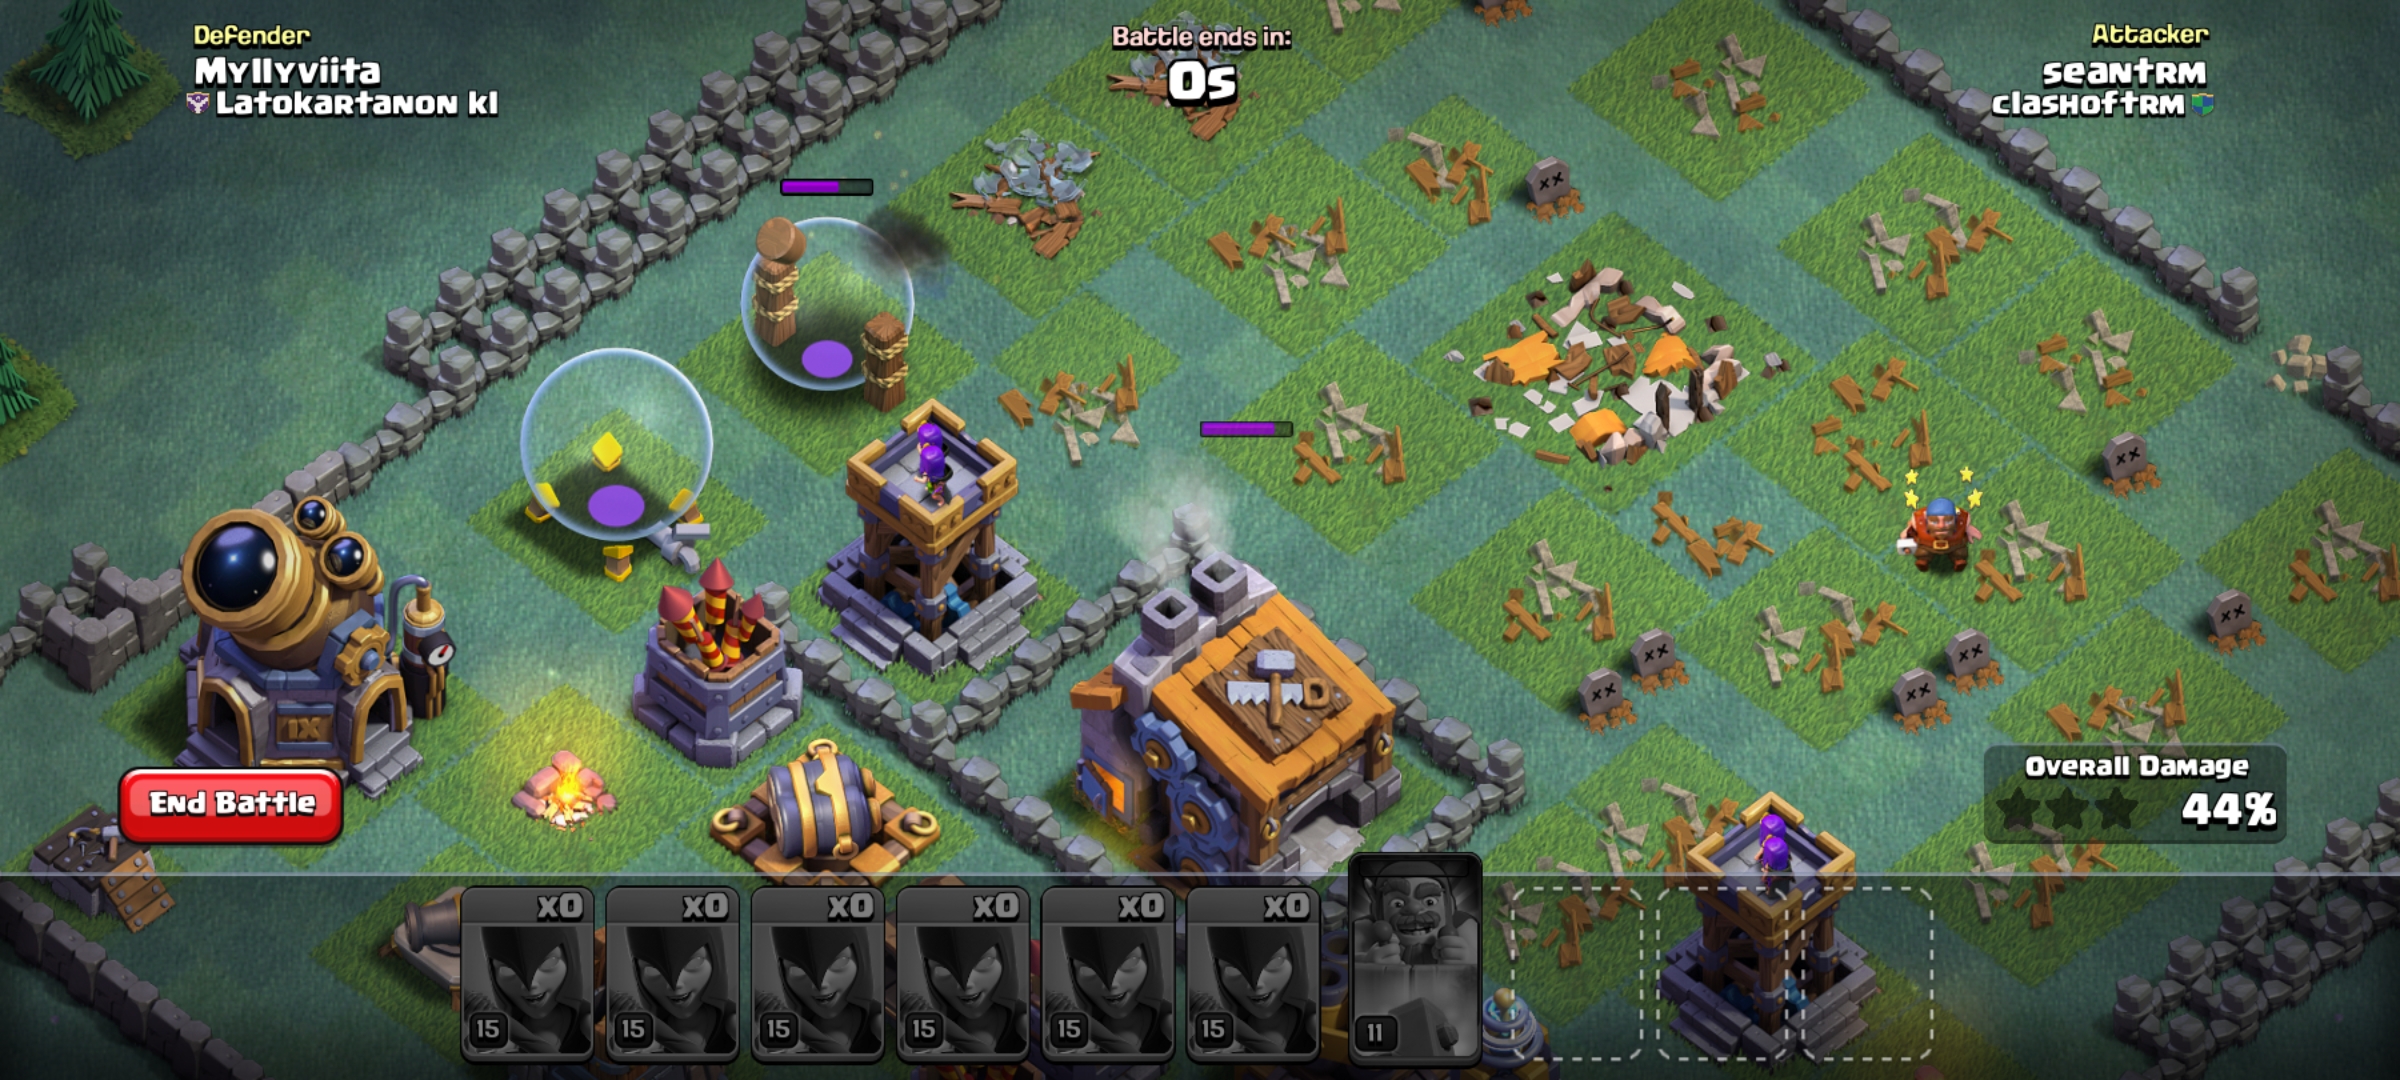 Defender
Myllyviita
Latokartanon kl
Battle ends in:
0s
Attacker
seantRM
clashoftRM
IX
End Battle
Overall Damage
44%
x0
x0
x0
x0
x0
x0
15
15
15
15
15
15
11